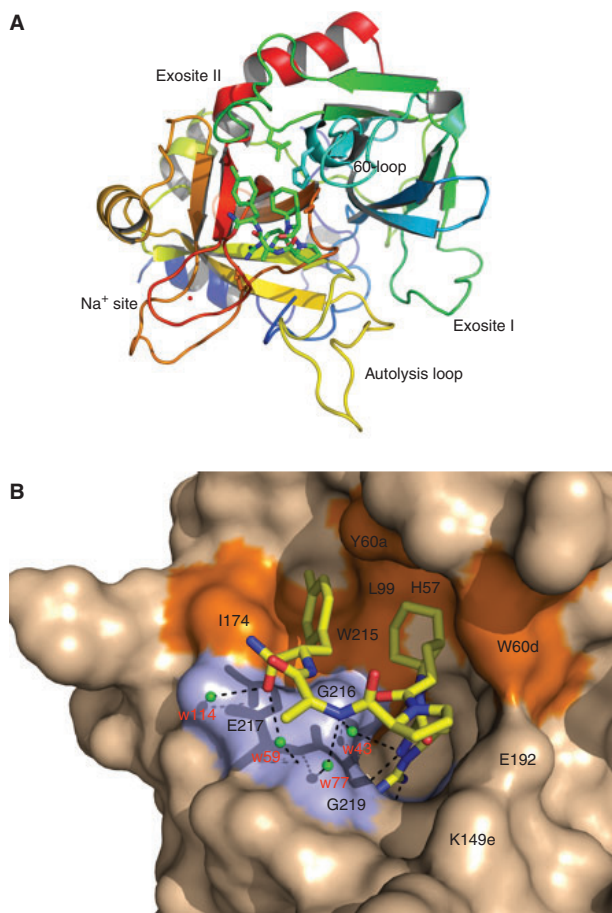 A
Exosite II
60-loop
Na⁺ site
Exosite I
Autolysis loop
B
Y60a
L99 H57
I174
W215
W60d
G216
w114
E217
w59
w43
E192
w77
G219
K149e